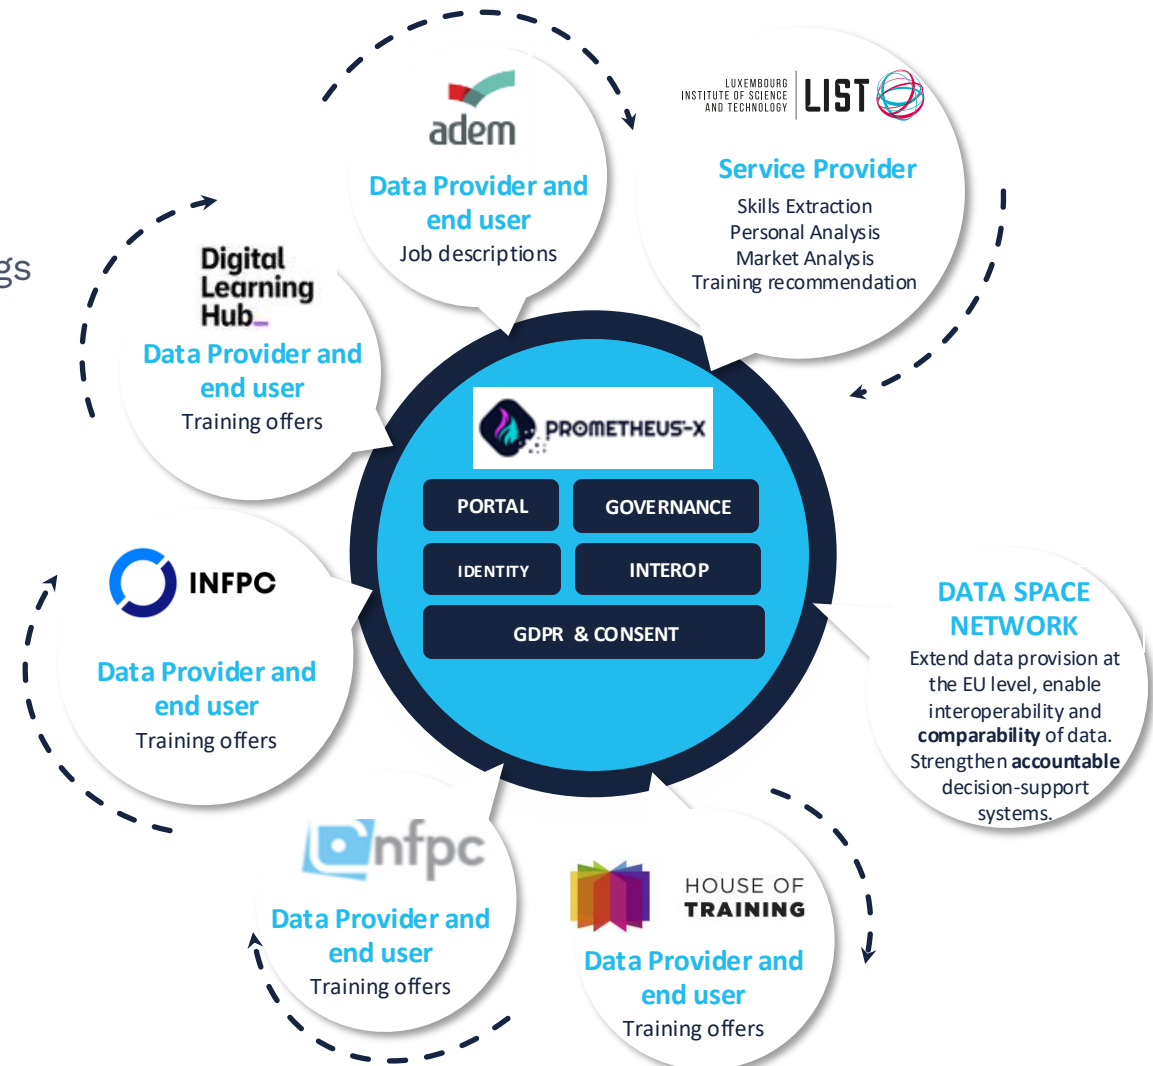 adem
Data Provider and
end user
Job descriptions
LUXEMBOURG
INSTITUTE OF SCIENCE
AND TECHNOLOGY
LIST
Service Provider
Skills Extraction
Personal Analysis
Market Analysis
Training recommendation
gs
Digital
Learning
Hub_
Data Provider and
end user
Training offers
PROMETHEUS-X
PORTAL
GOVERNANCE
IDENTITY
INTEROP
GDPR & CONSENT
INFPC
Data Provider and
end user
Training offers
DATA SPACE
NETWORK
Extend data provision at
the EU level, enable
interoperability and
comparability of data.
Strengthen accountable
decision-support
systems.
nfpc
Data Provider and
end user
Training offers
HOUSE OF
TRAINING
Data Provider and
end user
Training offers